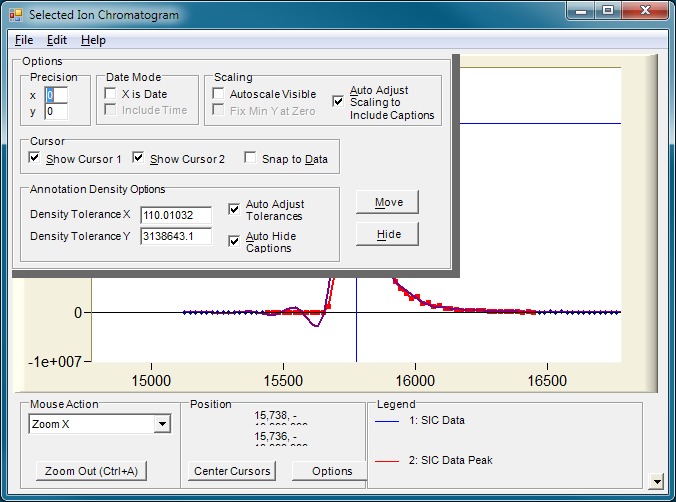 Selected Ion Chromatogram
File Edit Help
Options
Precision
x 0
y 0
Date Mode
X is Date
Include Time
Scaling
Autoscale Visible
Fix Min Y at Zero
Auto Adjust
Scaling to
Include Captions
Cursor
Show Cursor 1 Show Cursor 2 Snap to Data
Annotation Density Options
Density Tolerance X 110.01032
Density Tolerance Y 3138643.1
Auto Adjust
Tolerances
Auto Hide
Captions
Move
Hide
0
-1e+007
15000 15500 16000 16500
Mouse Action
Zoom X
Zoom Out (Ctrl+A)
Position
15,738, -
15,736, -
Center Cursors Options
Legend
1: SIC Data
2: SIC Data Peak